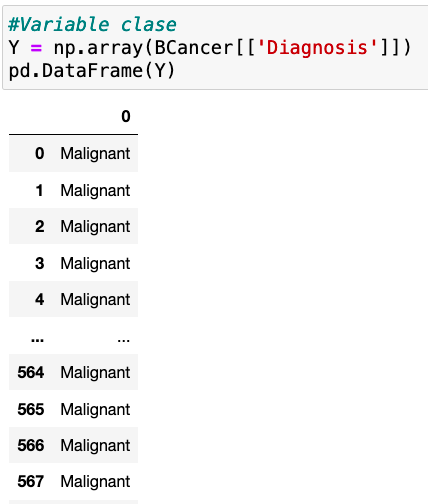 #Variable clase
Y = np.array(BCancer[['Diagnosis']])
pd.DataFrame(Y)
0
0 Malignant
1 Malignant
2 Malignant
3 Malignant
4 Malignant
... ...
564 Malignant
565 Malignant
566 Malignant
567 Malignant